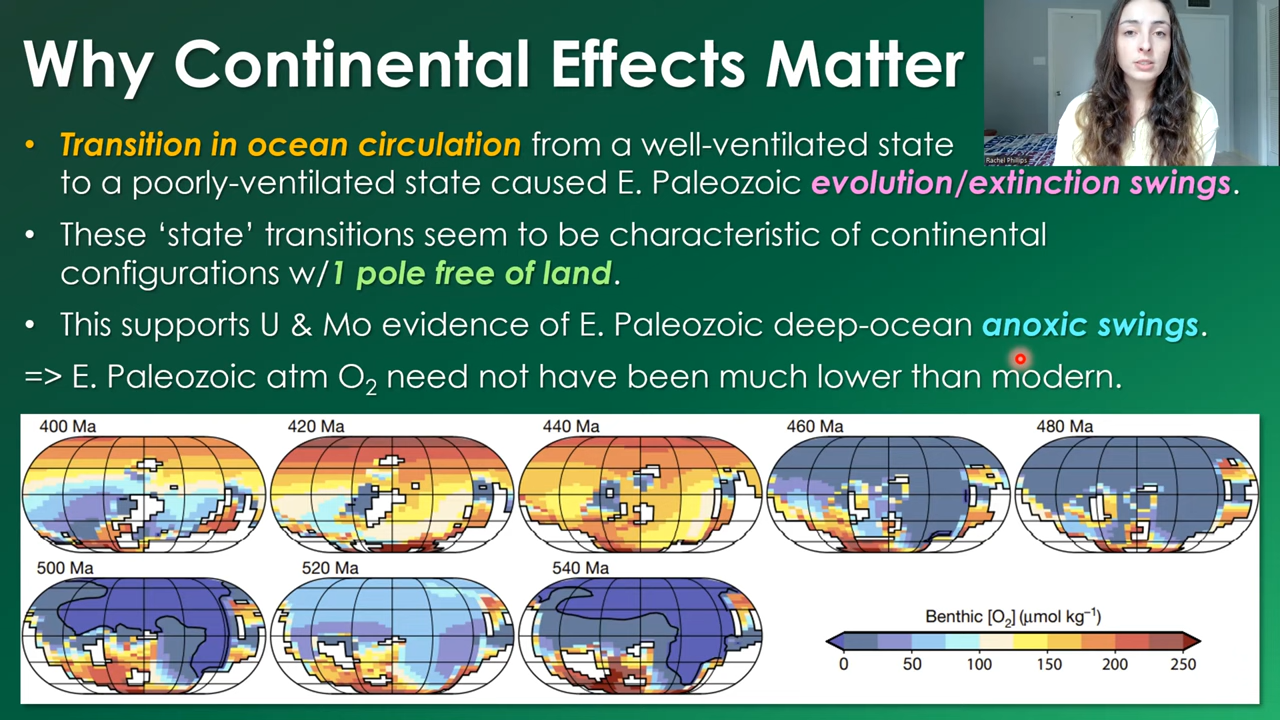 Why Continental Effects Matter
Rachel Phillips
• Transition in ocean circulation from a well-ventilated state
to a poorly-ventilated state caused E. Paleozoic evolution/extinction swings.
• These ‘state’ transitions seem to be characteristic of continental
configurations w/1 pole free of land.
• This supports U & Mo evidence of E. Paleozoic deep-ocean anoxic swings.
=> E. Paleozoic atm O₂ need not have been much lower than modern.
400 Ma 420 Ma 440 Ma 460 Ma 480 Ma
500 Ma 520 Ma 540 Ma
Benthic [O₂] (μmol kg⁻¹)
0 50 100 150 200 250